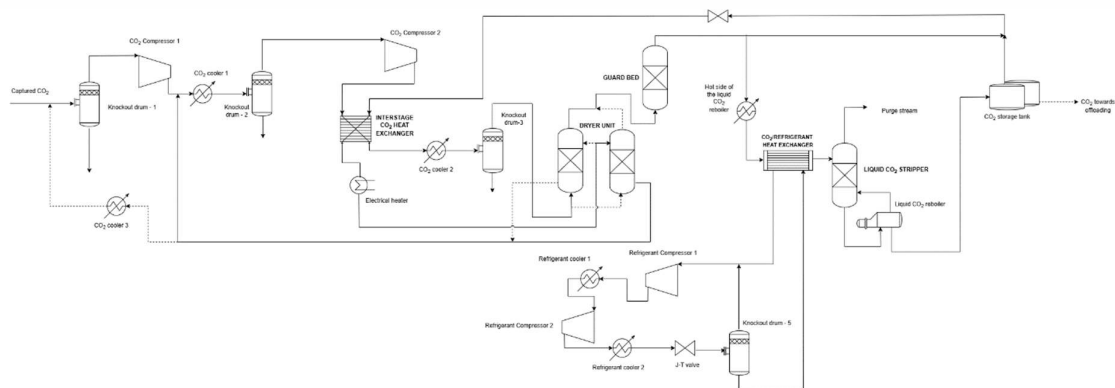 CO₂ Compressor 1
CO₂ Compressor 2
Captured CO₂
Knockout drum - 1
CO₂ cooler 1
Knockout
drum - 2
INTERSTAGE
CO₂ HEAT
EXCHANGER
Electrical heater
CO₂ cooler 2
Knockout
drum-3
DRYER UNIT
GUARD BED
Hot side of
the liquid
CO₂
reboiler
CO₂ REFRIGERANT
HEAT EXCHANGER
Purge stream
LIQUID CO₂ STRIPPER
Liquid CO₂ reboiler
CO₂ storage tank
CO₂ towards
offloading
CO₂ cooler 3
Refrigerant cooler 1
Refrigerant Compressor 1
Refrigerant Compressor 2
Refrigerant cooler 2
J-T valve
Knockout drum - 5